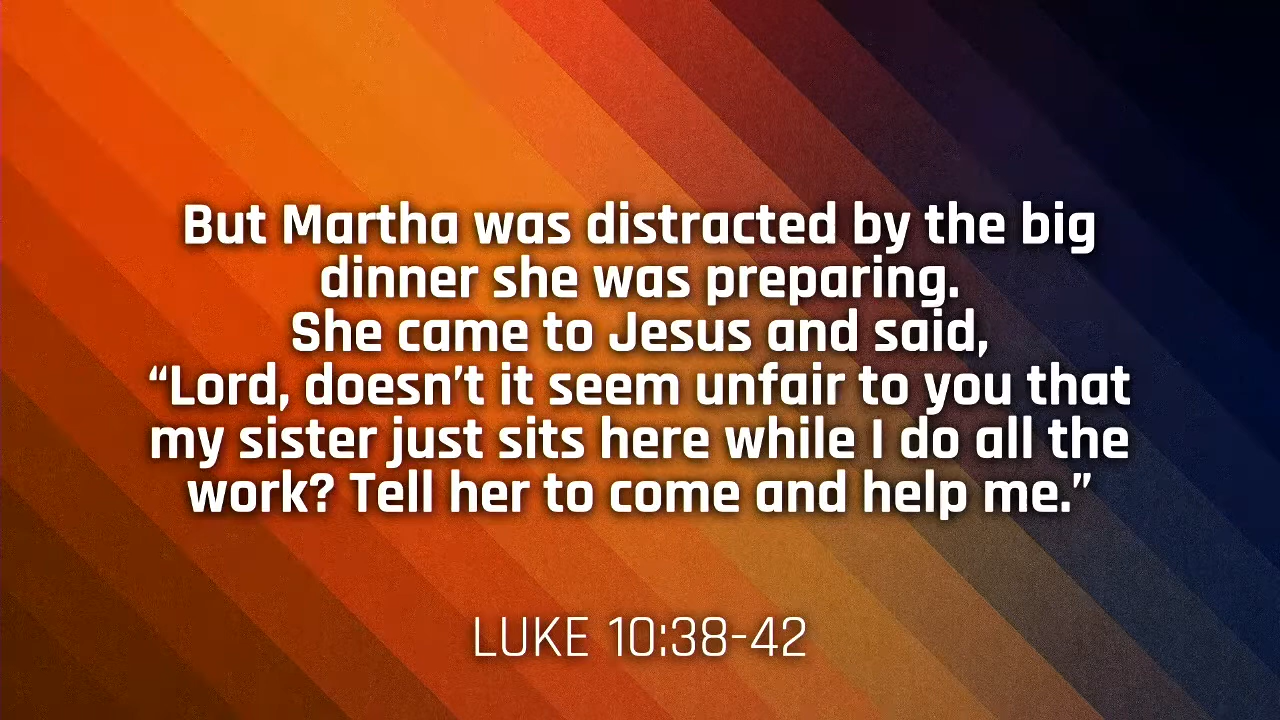 But Martha was distracted by the big
dinner she was preparing.
She came to Jesus and said,
“Lord, doesn’t it seem unfair to you that
my sister just sits here while I do all the
work? Tell her to come and help me.”
LUKE 10:38-42